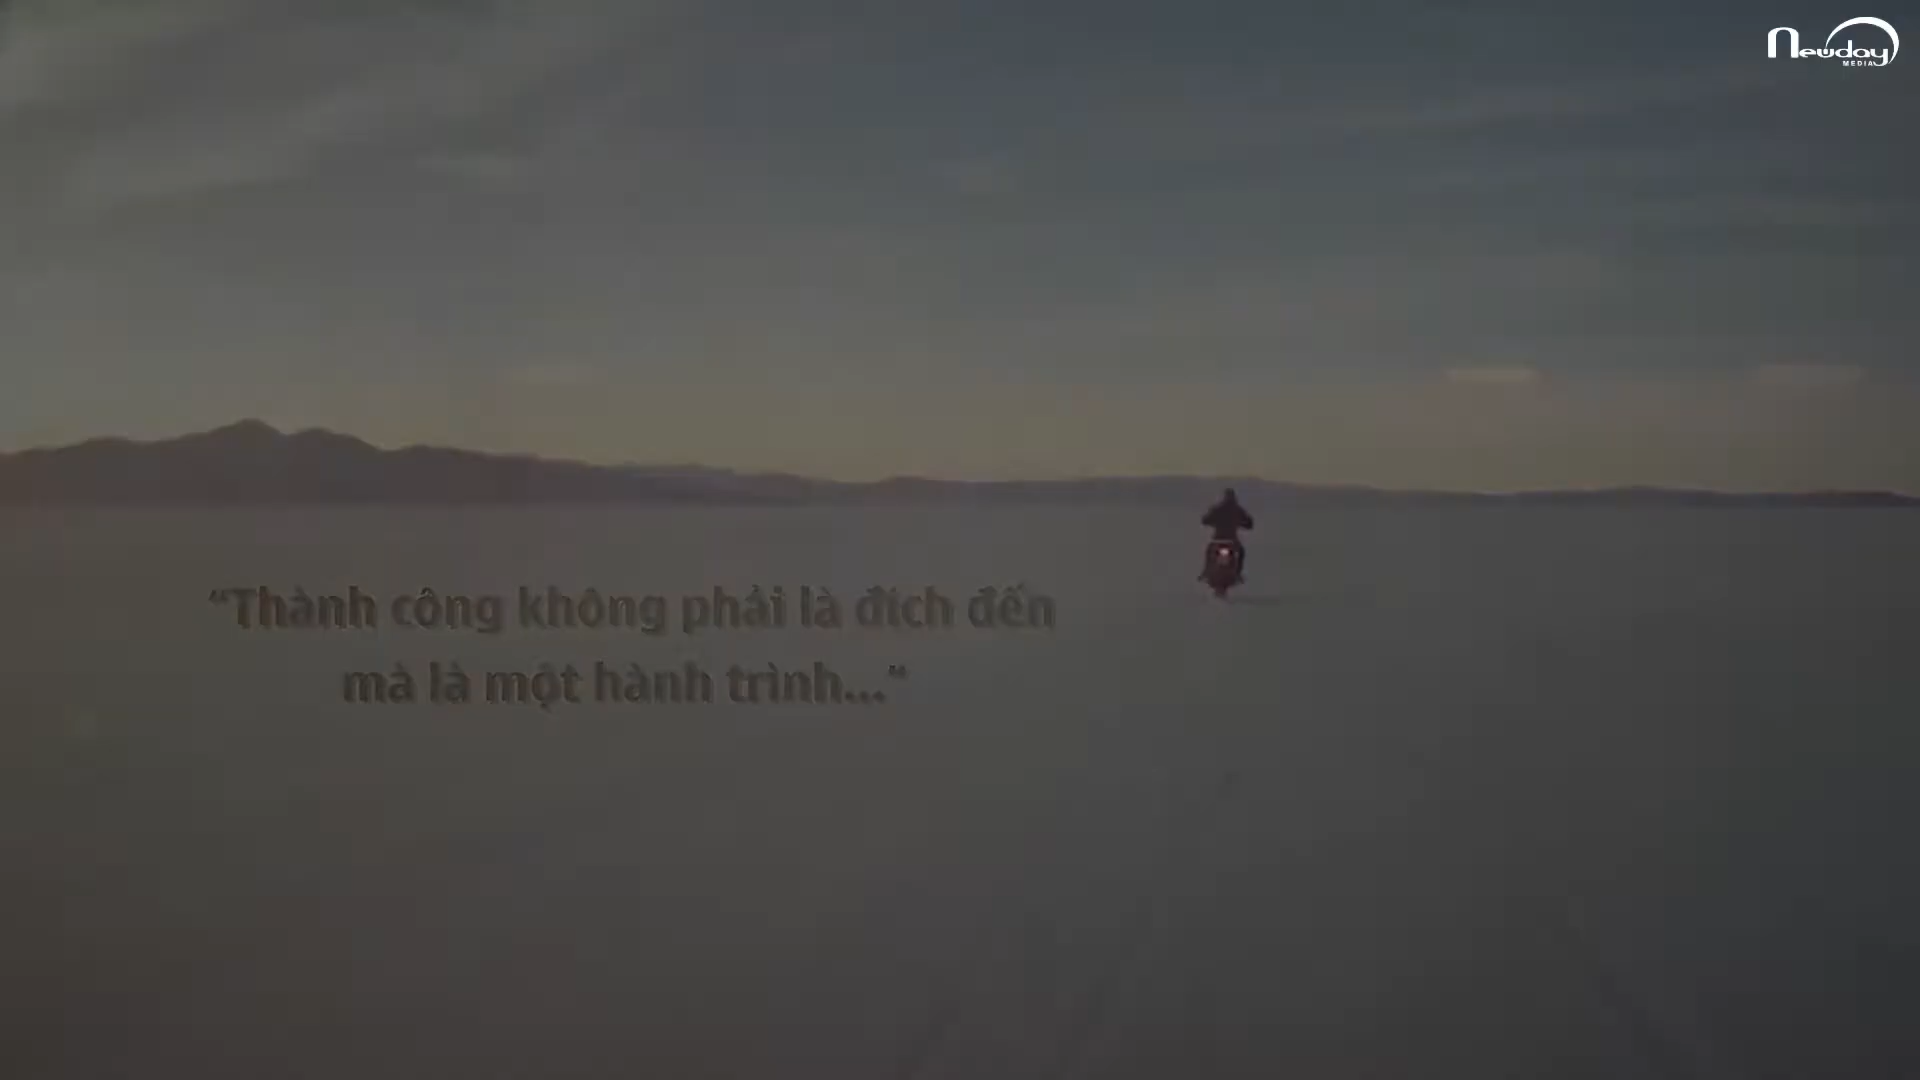 Newday
MEDIA
"Thành công không phải là đích đến
mà là một hành trình..."